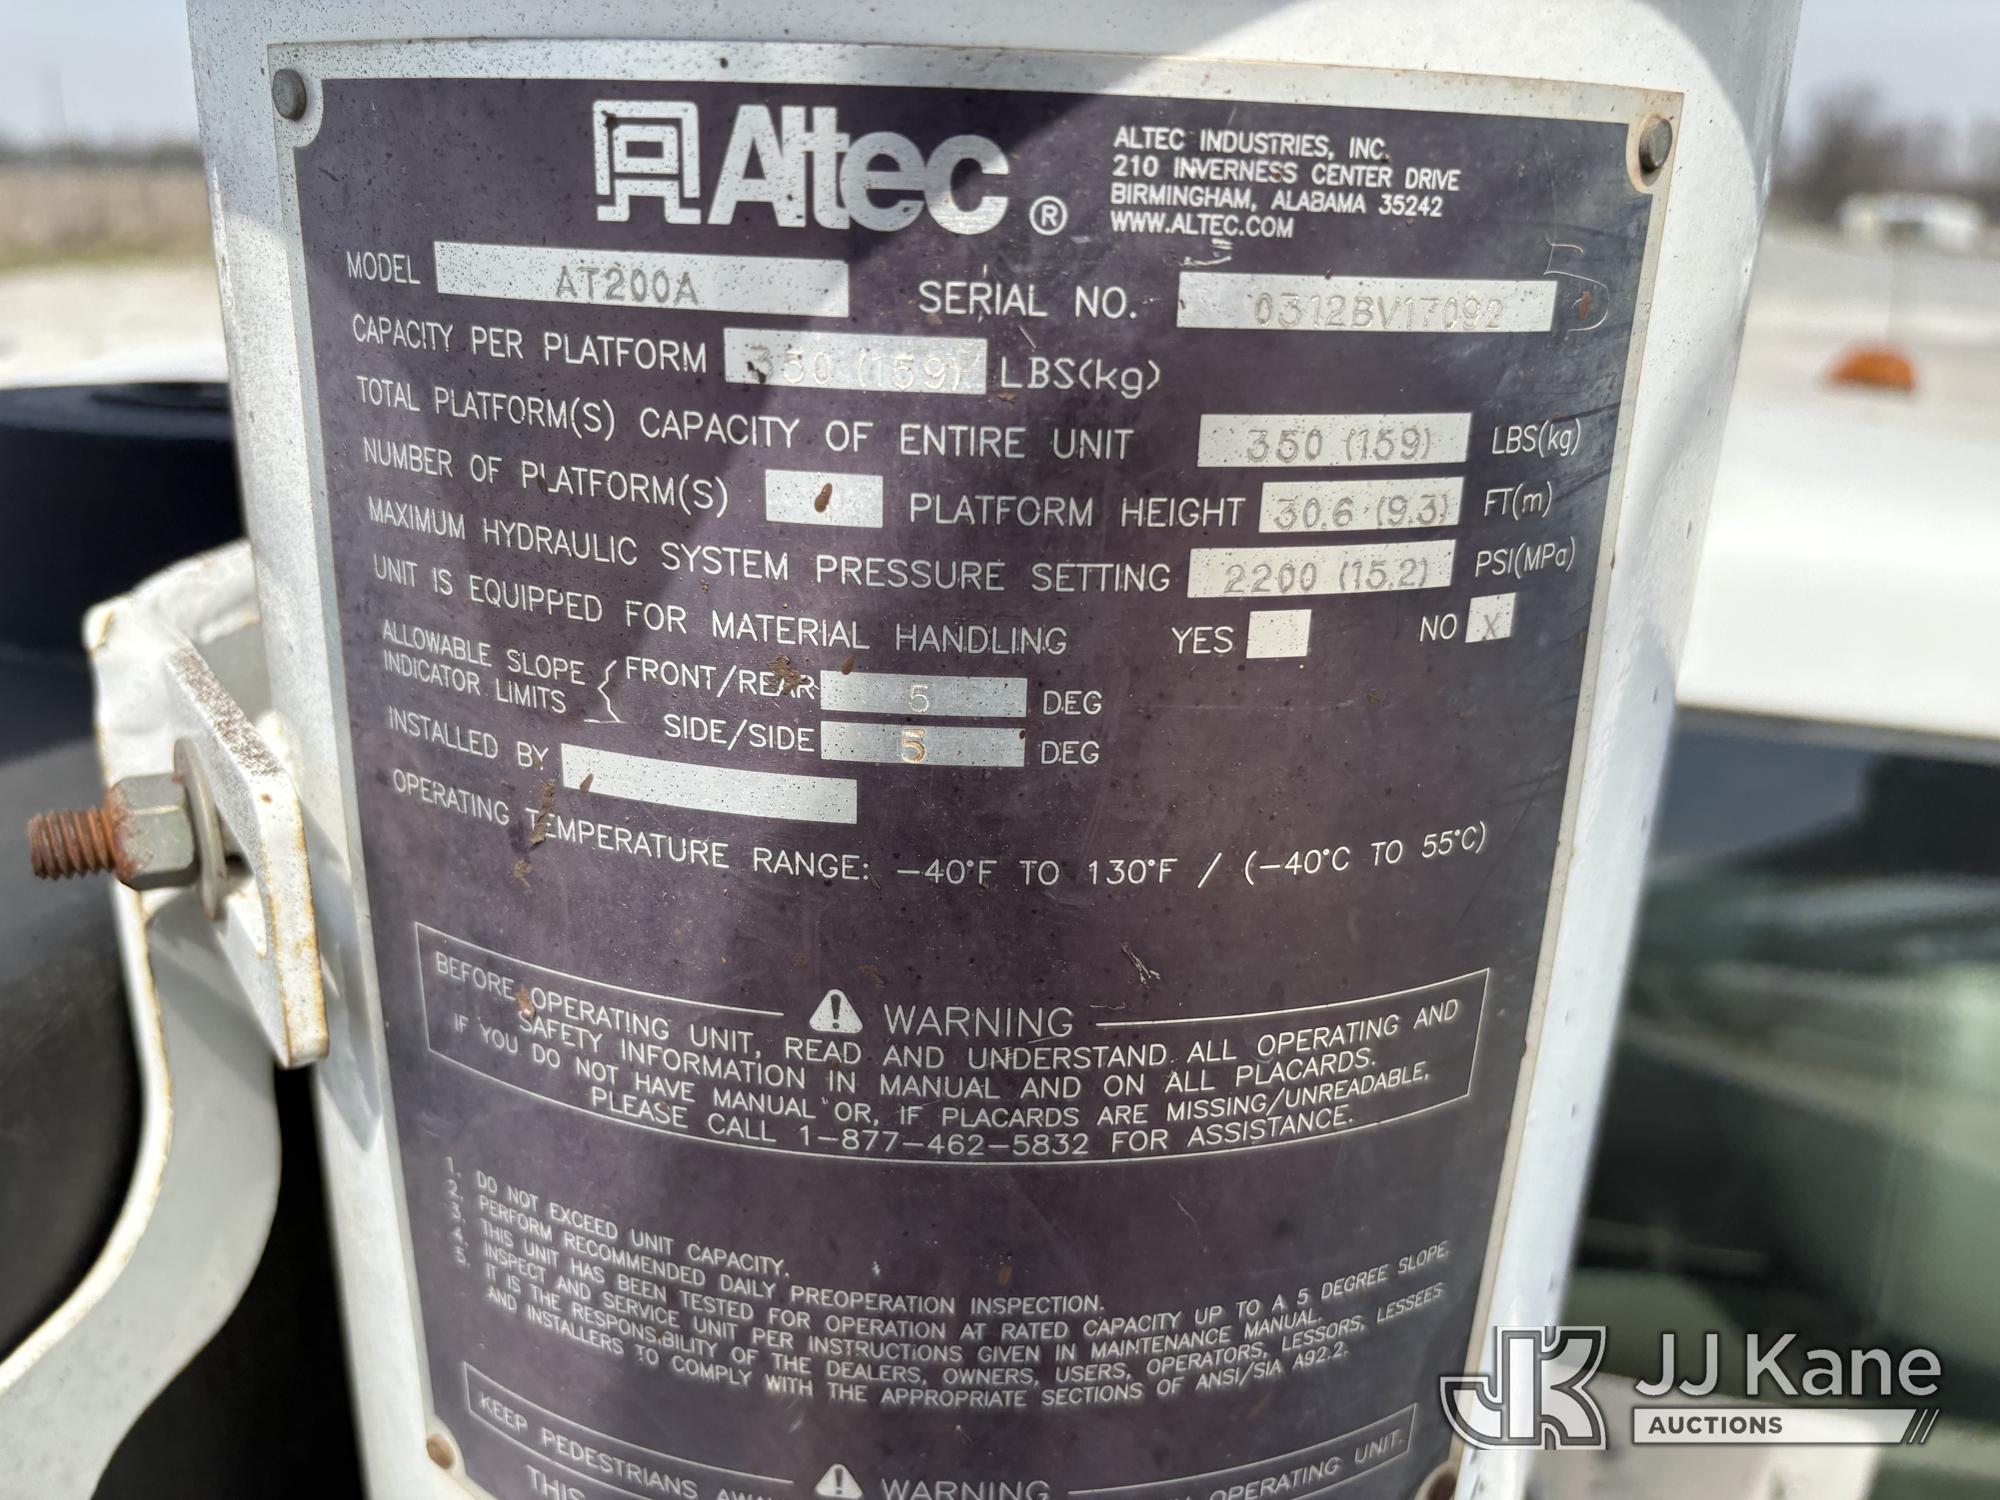 Altec ®
ALTEC INDUSTRIES, INC.
210 INVERNESS CENTER DRIVE
BIRMINGHAM, ALABAMA 35242
WWW.ALTEC.COM
MODEL AT200A SERIAL NO. 0312BV17092
CAPACITY PER PLATFORM 350 (159) LBS(kg)
TOTAL PLATFORM(S) CAPACITY OF ENTIRE UNIT 350 (159) LBS(kg)
NUMBER OF PLATFORM(S) PLATFORM HEIGHT 30.6 (9.3) FT(m)
MAXIMUM HYDRAULIC SYSTEM PRESSURE SETTING 2200 (15.2) PSI(MPa)
UNIT IS EQUIPPED FOR MATERIAL HANDLING YES NO X
ALLOWABLE SLOPE INDICATOR LIMITS { FRONT/REAR 5 DEG
SIDE/SIDE 5 DEG
INSTALLED BY
OPERATING TEMPERATURE RANGE: -40°F TO 130°F / (-40°C TO 55°C)
WARNING
BEFORE OPERATING UNIT, READ AND UNDERSTAND ALL OPERATING AND
SAFETY INFORMATION IN MANUAL AND ON ALL PLACARDS.
IF YOU DO NOT HAVE MANUAL OR, IF PLACARDS ARE MISSING/UNREADABLE,
PLEASE CALL 1-877-462-5832 FOR ASSISTANCE.
1. DO NOT EXCEED UNIT CAPACITY.
2. PERFORM RECOMMENDED DAILY PREOPERATION INSPECTION.
3. THIS UNIT HAS BEEN TESTED FOR OPERATION AT RATED CAPACITY UP TO A 5 DEGREE SLOPE.
4. INSPECT AND SERVICE UNIT PER INSTRUCTIONS GIVEN IN MAINTENANCE MANUAL.
5. IT IS THE RESPONSIBILITY OF THE DEALERS, OWNERS, USERS, OPERATORS, LESSORS, LESSEES
AND INSTALLERS TO COMPLY WITH THE APPROPRIATE SECTIONS OF ANSI/SIA A92.2.
WARNING
KEEP PEDESTRIANS OPERATING UNIT.
THIS
JK JJ Kane
AUCTIONS